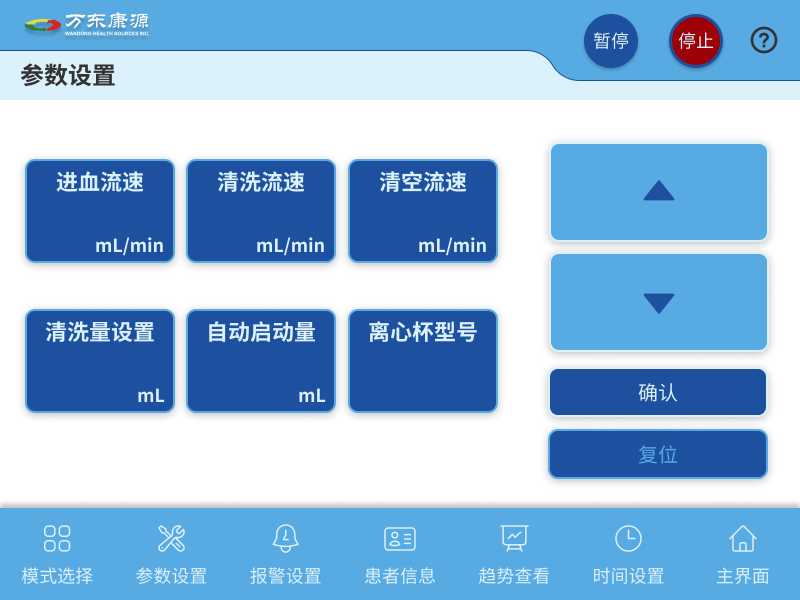 万东康源
WANDONG HEALTH SOURCES INC.
暂停
停止
?
参数设置
进血流速
mL/min
清洗流速
mL/min
清空流速
mL/min
清洗量设置
mL
自动启动量
mL
离心杯型号
确认
复位
模式选择
参数设置
报警设置
患者信息
趋势查看
时间设置
主界面